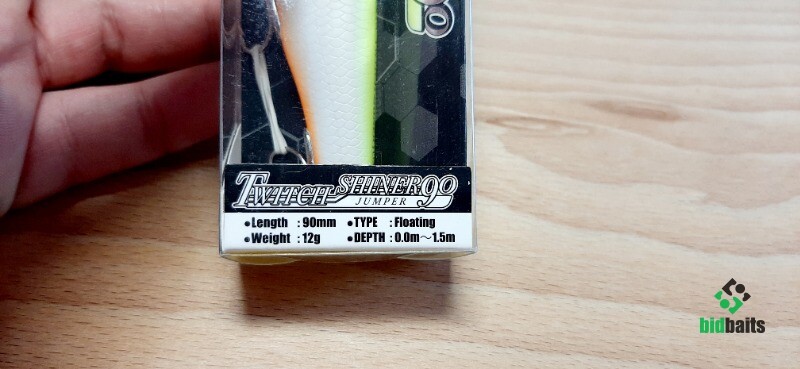 TWITCH SHINER 90
JUMPER
●Length : 90mm ●TYPE : Floating
●Weight : 12g ●DEPTH : 0.0m～1.5m
bidbaits